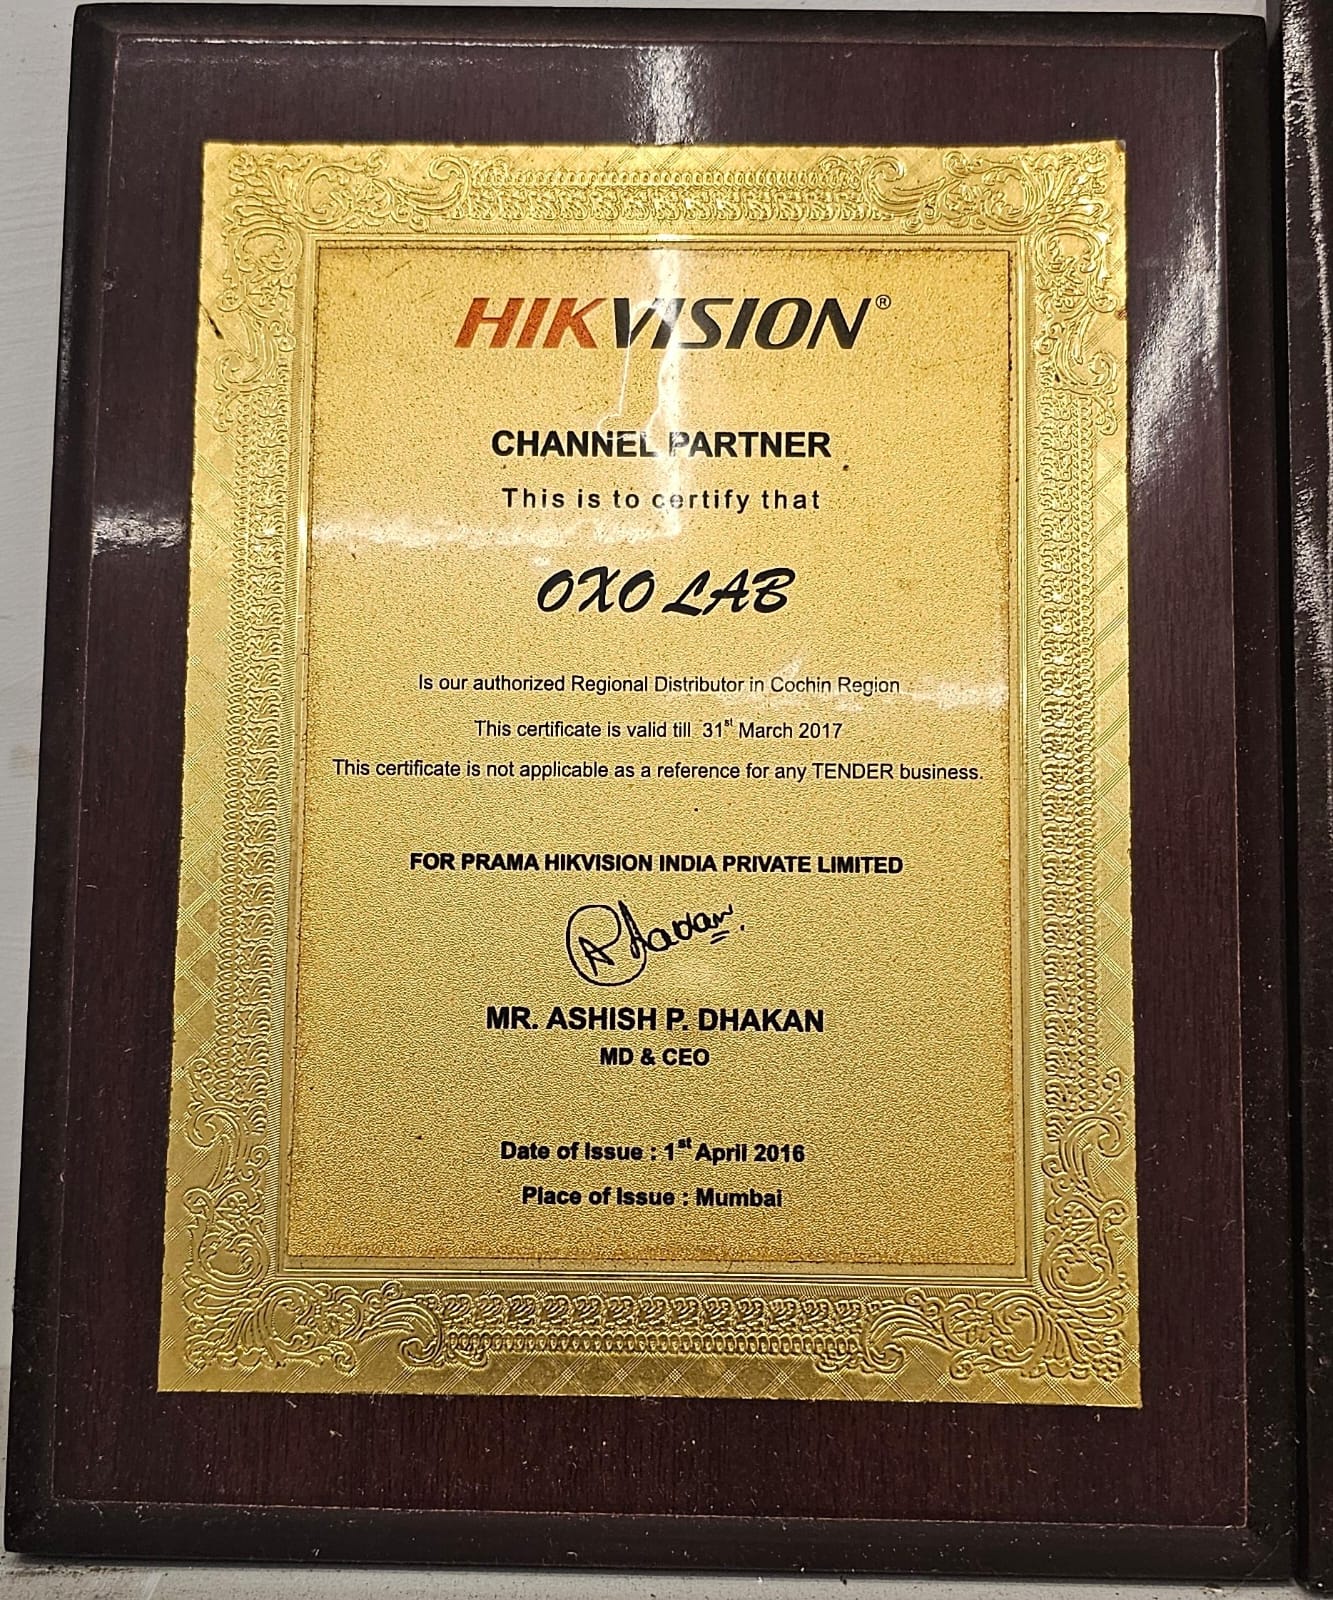 HIKVISION®
CHANNEL PARTNER
This is to certify that
OXO LAB
Is our authorized Regional Distributor in Cochin Region
This certificate is valid till 31st March 2017
This certificate is not applicable as a reference for any TENDER business.
FOR PRAMA HIKVISION INDIA PRIVATE LIMITED
MR. ASHISH P. DHAKAN
MD & CEO
Date of Issue : 1st April 2016
Place of Issue : Mumbai